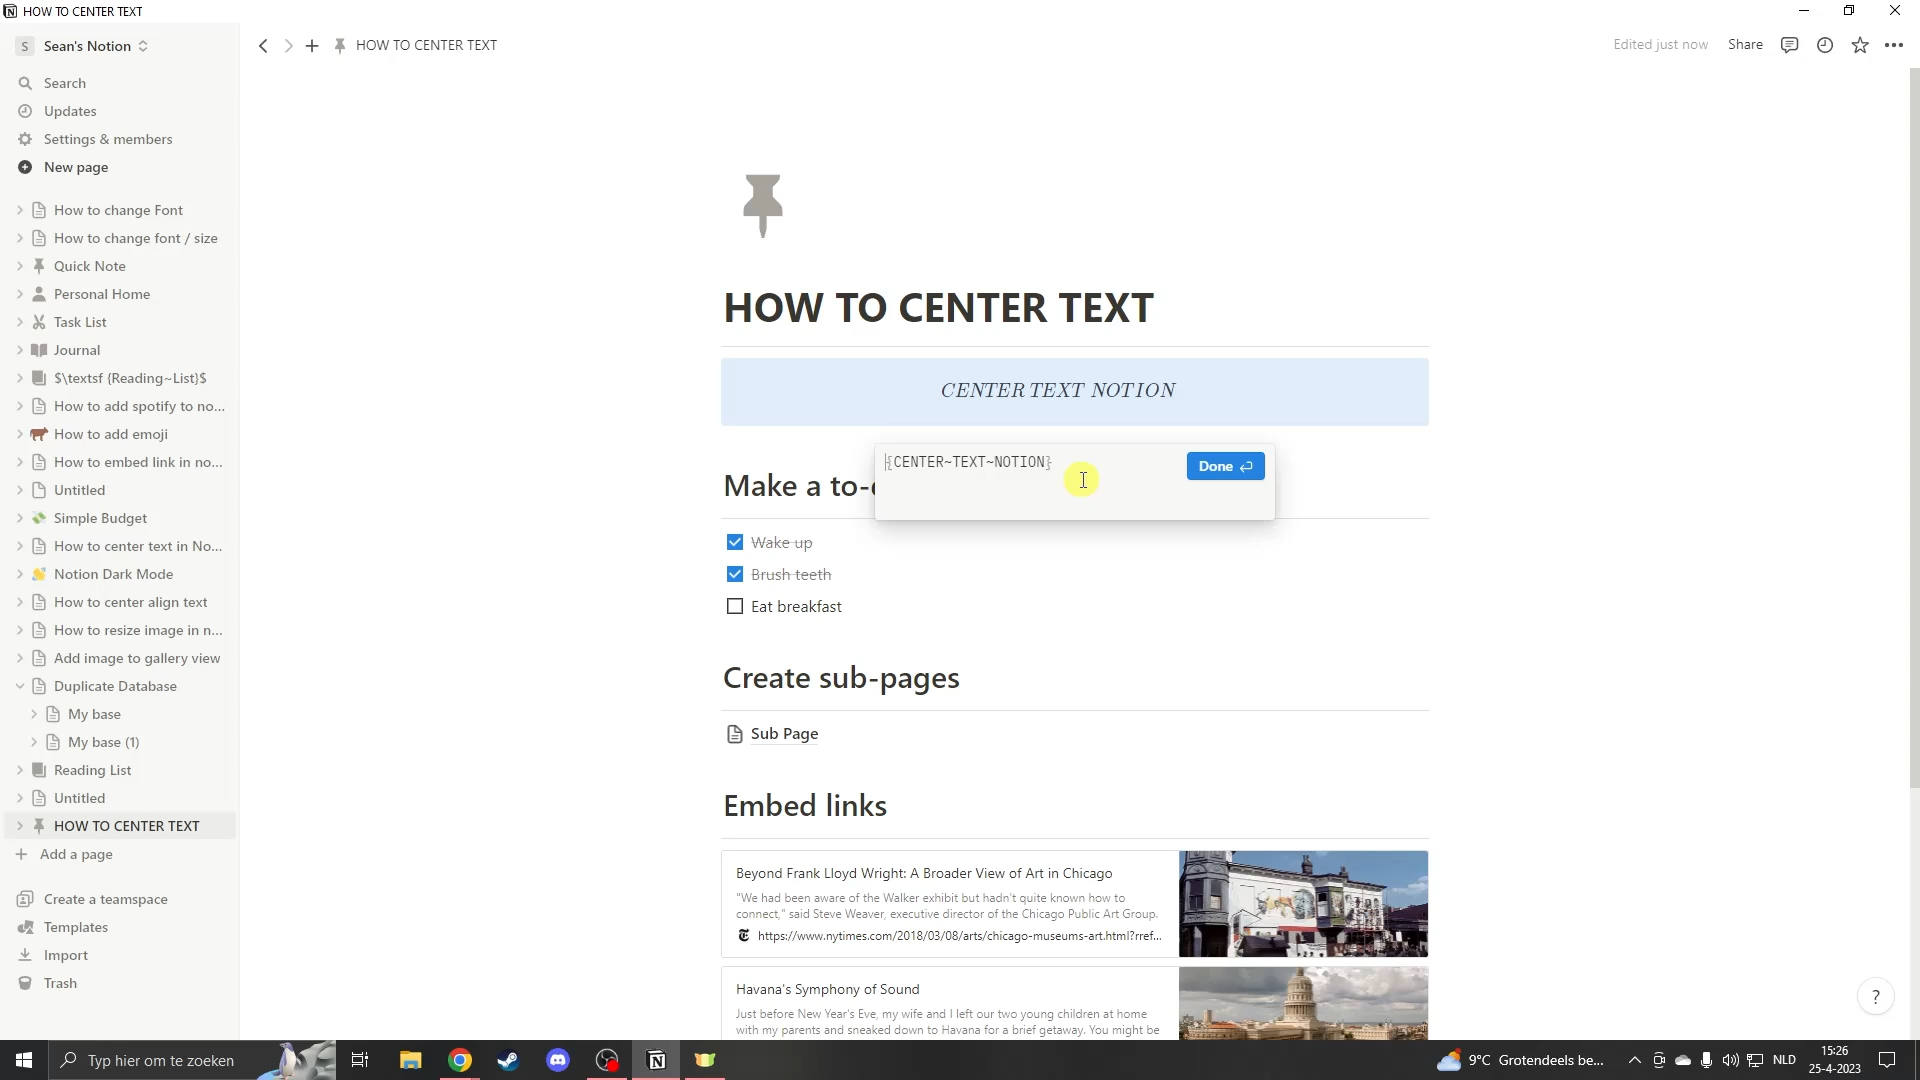 HOW TO CENTER TEXT
S Sean's Notion
HOW TO CENTER TEXT
Edited just now
Share
Search
Updates
Settings & members
New page
How to change Font
How to change font / size
Quick Note
Personal Home
Task List
Journal
$\textsf {Reading~List}$
How to add spotify to no...
How to add emoji
How to embed link in no...
Untitled
Simple Budget
How to center text in No...
Notion Dark Mode
How to center align text
How to resize image in n...
Add image to gallery view
Duplicate Database
My base
My base (1)
Reading List
Untitled
HOW TO CENTER TEXT
Add a page
Create a teamspace
Templates
Import
Trash
HOW TO CENTER TEXT
CENTER TEXT NOTION
{CENTER~TEXT~NOTION}
Done
Make a to-
Wake up
Brush teeth
Eat breakfast
Create sub-pages
Sub Page
Embed links
Beyond Frank Lloyd Wright: A Broader View of Art in Chicago
"We had been aware of the Walker exhibit but hadn't quite known how to
connect," said Steve Weaver, executive director of the Chicago Public Art Group.
https://www.nytimes.com/2018/03/08/arts/chicago-museums-art.html?rref...
Havana's Symphony of Sound
Just before New Year's Eve, my wife and I left our two young children at home
with my parents and sneaked down to Havana for a brief getaway. You might be
?
Typ hier om te zoeken
9°C Grotendeels be...
NLD
15:26
25-4-2023